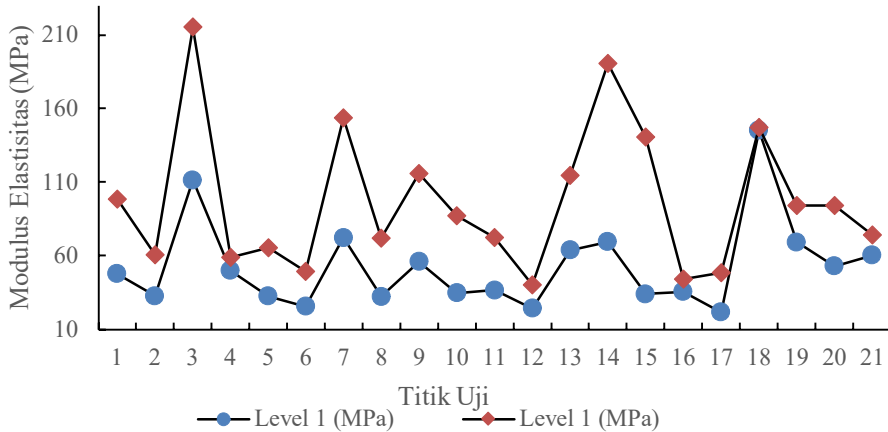 Modulus Elastisitas (MPa)
210
160
110
60
10
1 2 3 4 5 6 7 8 9 10 11 12 13 14 15 16 17 18 19 20 21
Titik Uji
Level 1 (MPa) Level 1 (MPa)